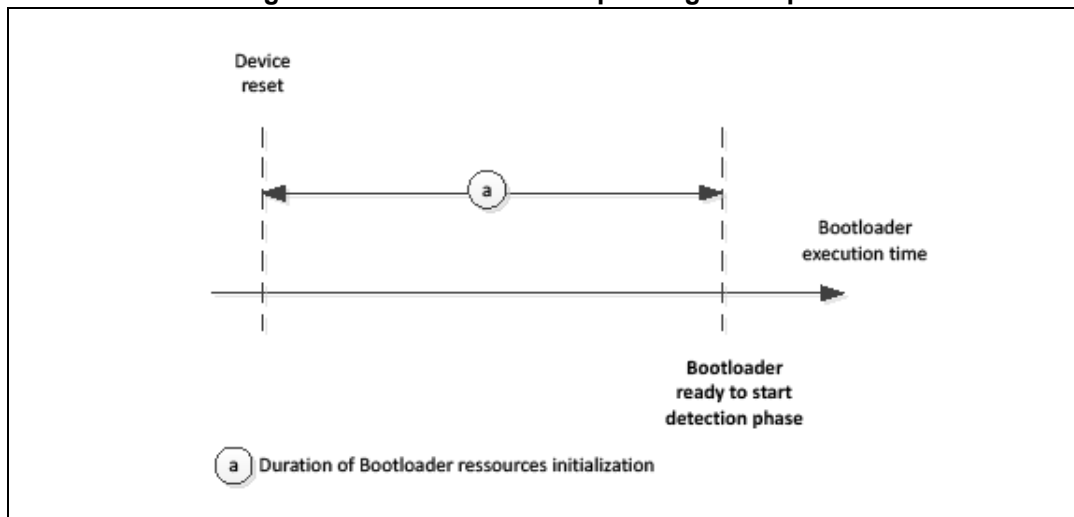 Device
reset
a
Bootloader
execution time
Bootloader
ready to start
detection phase
a Duration of Bootloader ressources initialization